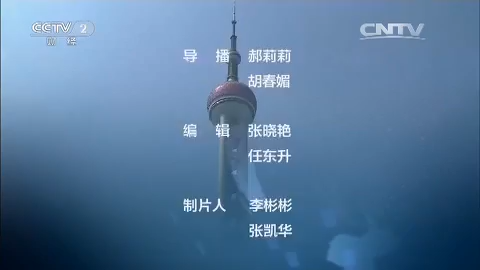 CCTV 2
财经
CNTV
导 播 郝莉莉
胡春媚
编 辑 张晓艳
任东升
制片人 李彬彬
张凯华